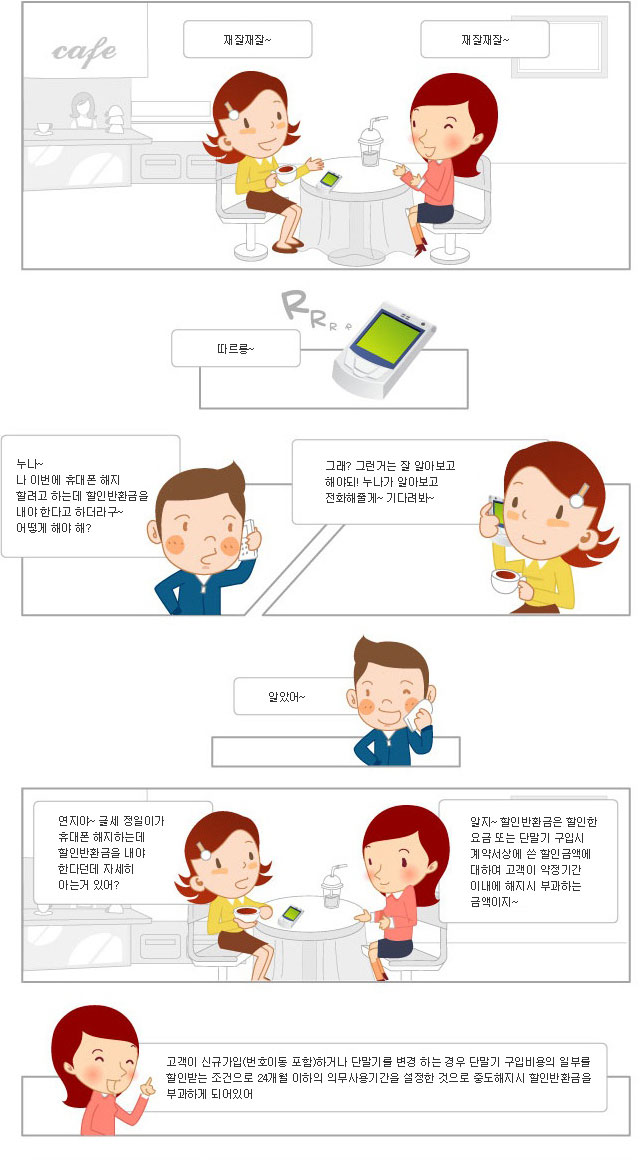 cafe
재잘재잘~
재잘재잘~
RRRR
따르릉~
누나~
나 이번에 휴대폰 해지
할려고 하는데 할인반환금을
내야 한다고 하더라구~
어떻게 해야 해?
그래? 그런거는 잘 알아보고
해야되! 누나가 알아보고
전화해줄게~ 기다려봐~
알았어~
연지야~ 글세 정일이가
휴대폰 해지하는데
할인반환금을 내야
한다던데 자세히
아는거 있어?
알지~ 할인반환금은 할인한
요금 또는 단말기 구입시
계약서상에 쓴 할인금액에
대하여 고객이 약정기간
이내에 해지시 부과하는
금액이지~
고객이 신규가입(번호이동 포함)하거나 단말기를 변경 하는 경우 단말기 구입비용의 일부를
할인받는 조건으로 24개월 이하의 의무사용기간을 설정한 것으로 중도해지시 할인반환금을
부과하게 되어있어